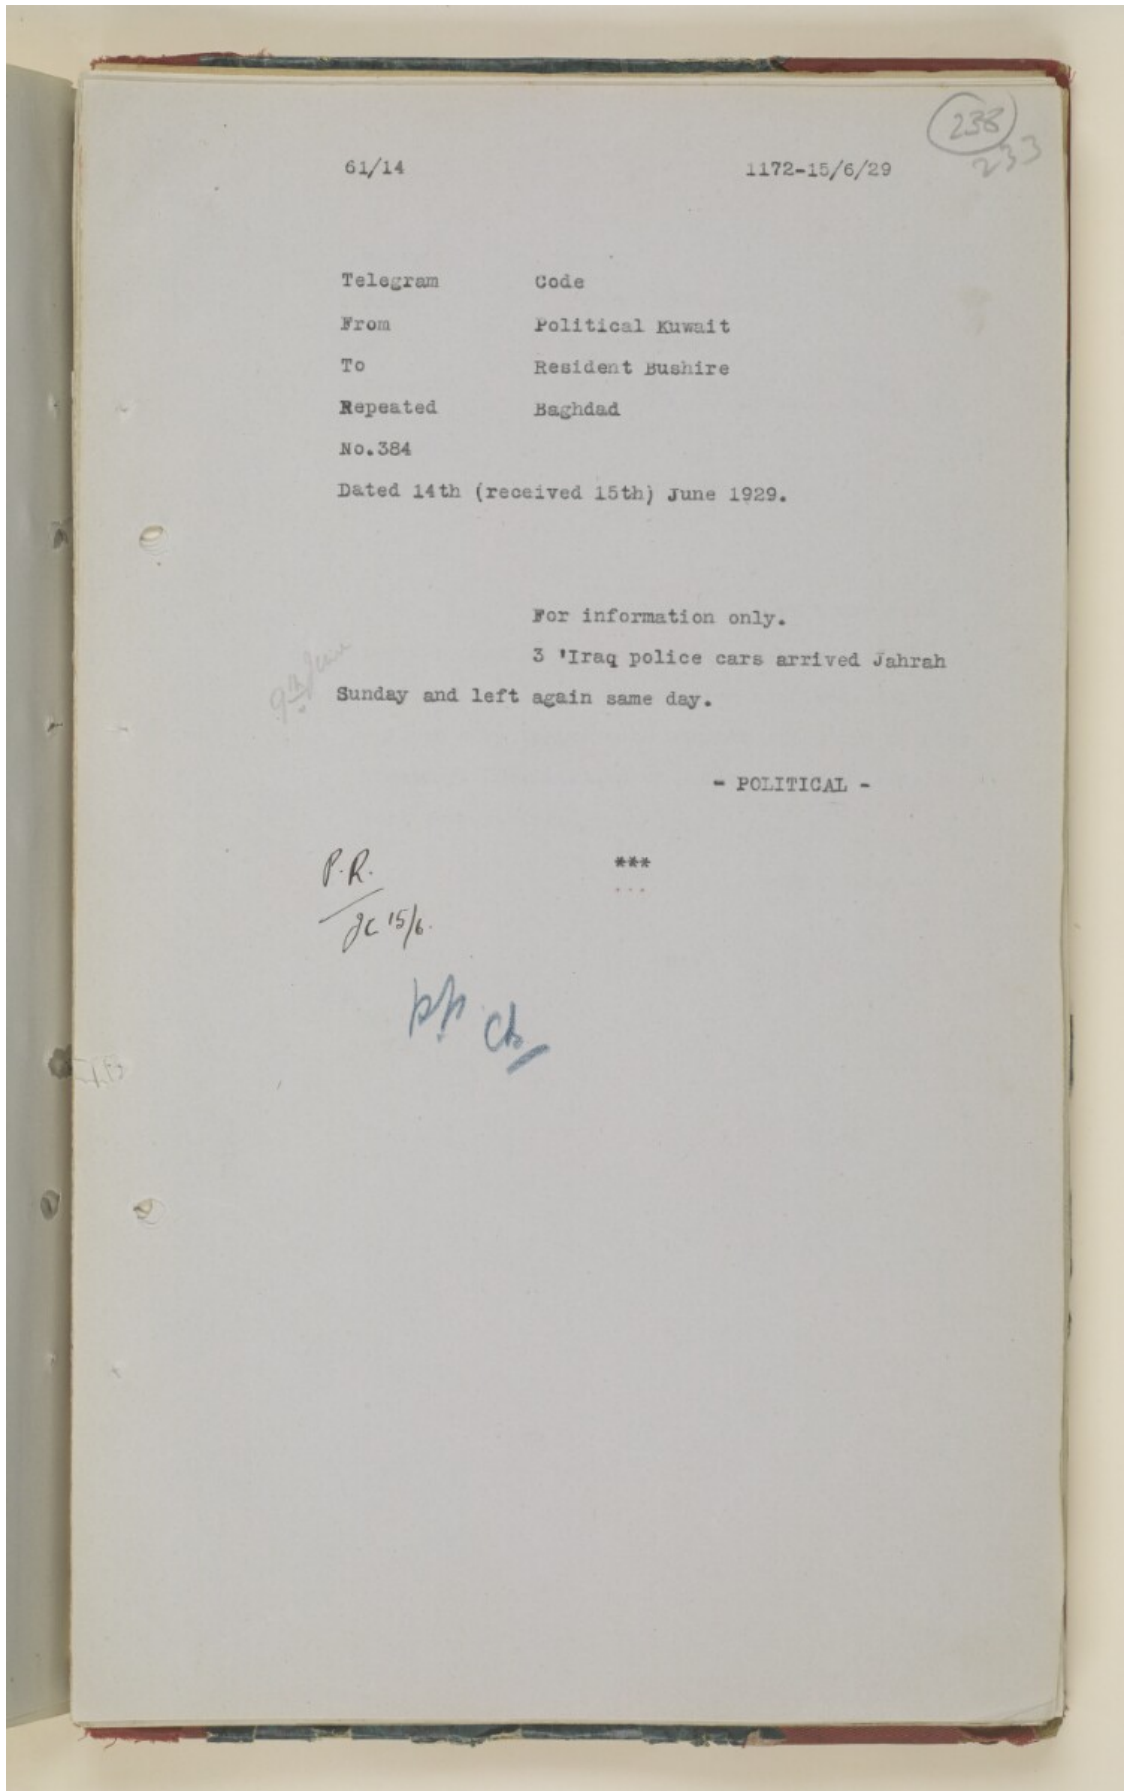 238
233
61/14 1172-15/6/29
Telegram Code
From Political Kuwait
To Resident Bushire
Repeated Baghdad
No.384
Dated 14th (received 15th) June 1929.
For information only.
3 'Iraq police cars arrived Jahrah
9th June
Sunday and left again same day.
- POLITICAL -
***
...
P.R.
15/6.